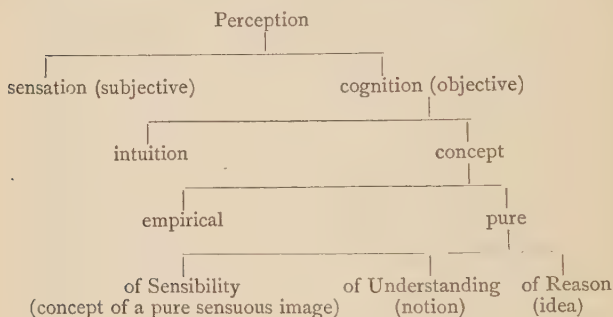 Perception
sensation (subjective) cognition (objective)
intuition concept
empirical pure
of Sensibility of Understanding of Reason
(concept of a pure sensuous image) (notion) (idea)